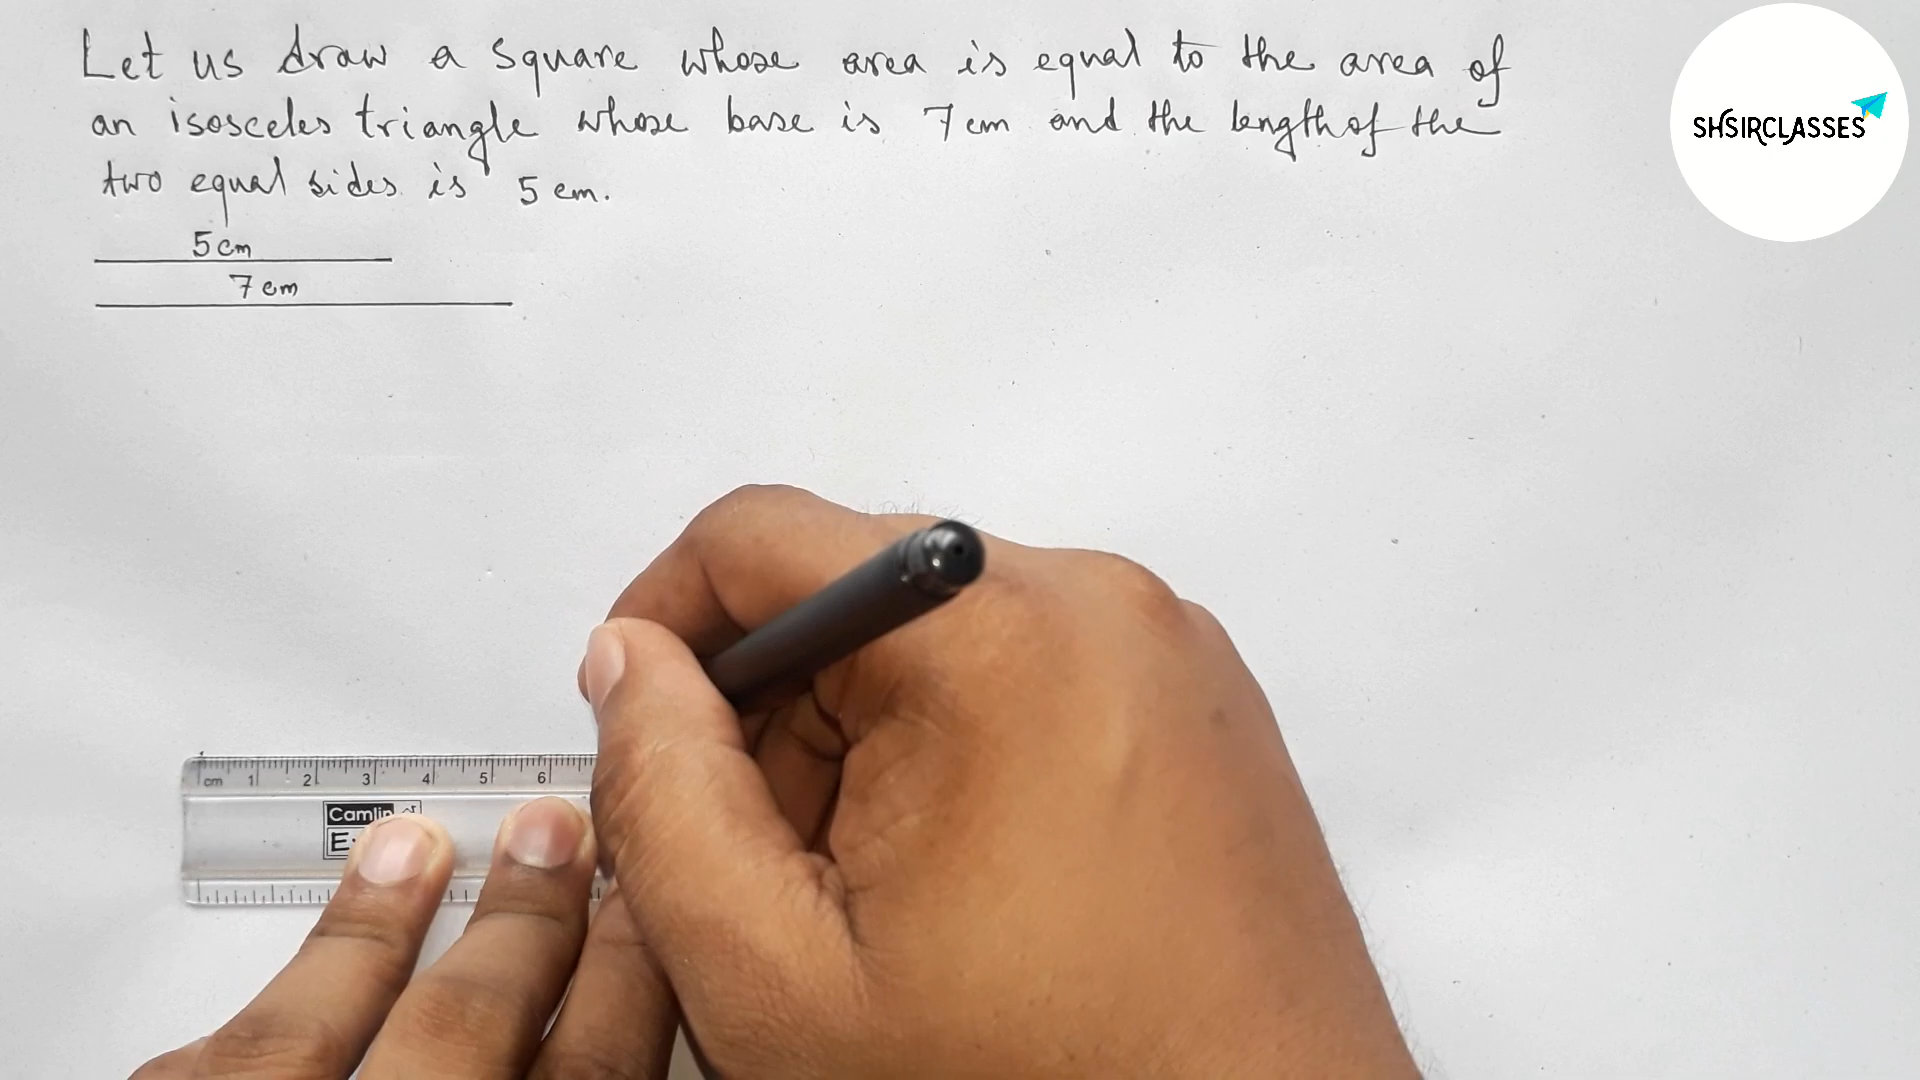 Let us draw a square whose area is equal to the area of
an isosceles triangle whose base is 7 cm and the length of the
two equal sides is 5 cm.
5 cm
7 cm
SHSIRCLASSES
cm 1 2 3 4 5 6
Camlin